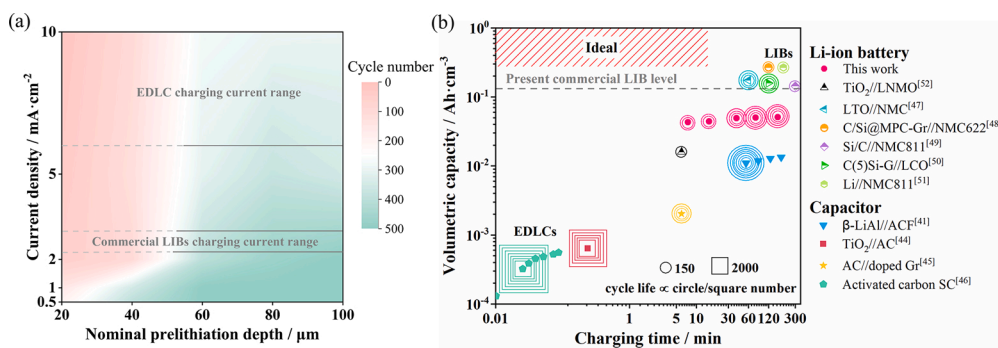 (a)
10
5
2
1
0.5
Current density / mA·cm⁻²
EDLC charging current range
Commercial LIBs charging current range
20
40
60
80
100
Nominal prelithiation depth / μm
Cycle number
0
100
200
300
400
500
(b)
10⁰
10⁻¹
10⁻²
10⁻³
10⁻⁴
Volumetric capacity / Ah·cm⁻³
Ideal
LIBs
Present commercial LIB level
EDLCs
150
2000
cycle life ∝ circle/square number
0.01
1
5
10
30
60
120
300
Charging time / min
Li-ion battery
This work
TiO₂//LNMO[52]
LTO//NMC[47]
C/Si@MPC-Gr//NMC622[48]
Si/C//NMC811[49]
C(5)Si-G//LCO[50]
Li//NMC811[51]
Capacitor
β-LiAl//ACF[41]
TiO₂//AC[44]
AC//doped Gr[45]
Activated carbon SC[46]